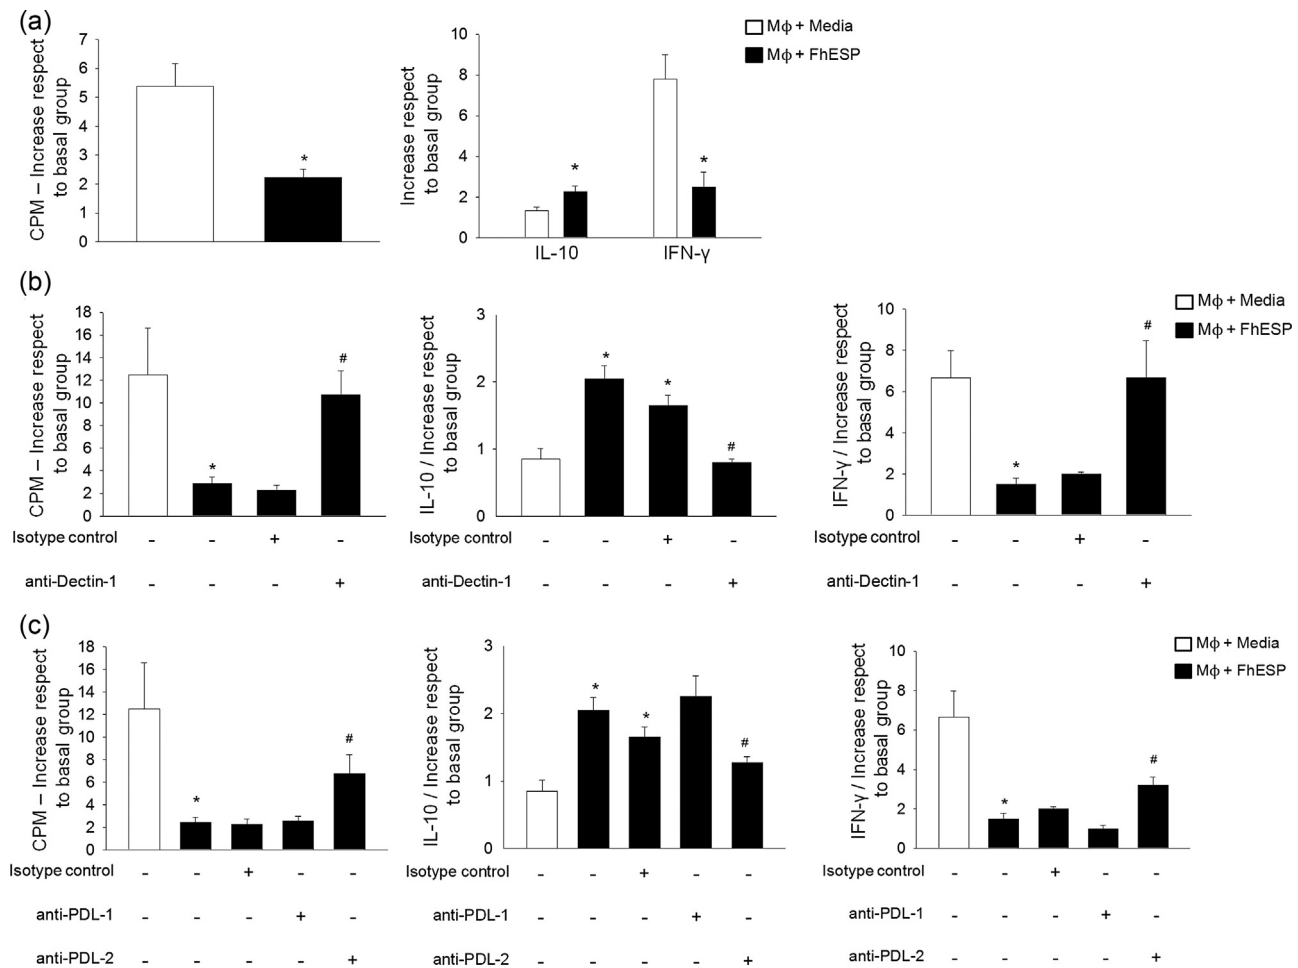 (a)
CPM – Increase respect
to basal group
7
6
5
4
3
2
1
0
*
Increase respect
to basal group
10
8
6
4
2
0
*
*
IL-10
IFN-γ
Mϕ + Media
Mϕ + FhESP
(b)
CPM – Increase respect
to basal group
18
16
14
12
10
8
6
4
2
0
*
#
Isotype control - - + -
anti-Dectin-1 - - - +
IL-10 / Increase respect
to basal group
3
2
1
0
*
*
#
Isotype control - - + -
anti-Dectin-1 - - - +
IFN-γ / Increase respect
to basal group
10
8
6
4
2
0
*
#
Isotype control - - + -
anti-Dectin-1 - - - +
Mϕ + Media
Mϕ + FhESP
(c)
CPM – Increase respect
to basal group
18
16
14
12
10
8
6
4
2
0
*
#
Isotype control - - + - -
anti-PDL-1 - - - + -
anti-PDL-2 - - - - +
IL-10 / Increase respect
to basal group
3
2
1
0
*
*
#
Isotype control - - + - -
anti-PDL-1 - - - + -
anti-PDL-2 - - - - +
IFN-γ / Increase respect
to basal group
10
8
6
4
2
0
*
#
Isotype control - - + - -
anti-PDL-1 - - - + -
anti-PDL-2 - - - - +
Mϕ + Media
Mϕ + FhESP